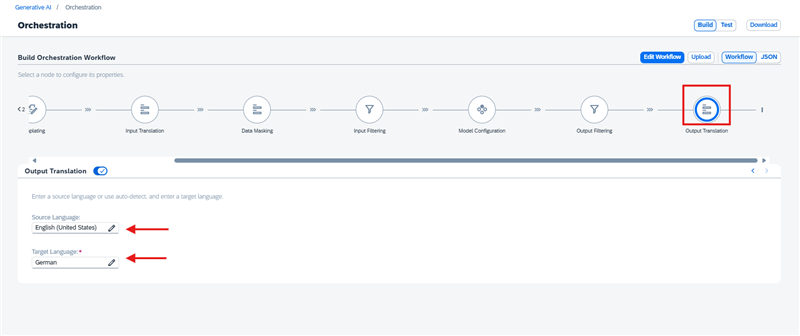 Generative AI / Orchestration
Orchestration
Build Test Download
Build Orchestration Workflow
Edit Workflow Upload Workflow JSON
Select a node to configure its properties.
2
plating Input Translation Data Masking Input Filtering Model Configuration Output Filtering Output Translation
Output Translation
Enter a source language or use auto-detect, and enter a target language.
Source Language:
English (United States)
Target Language: *
German